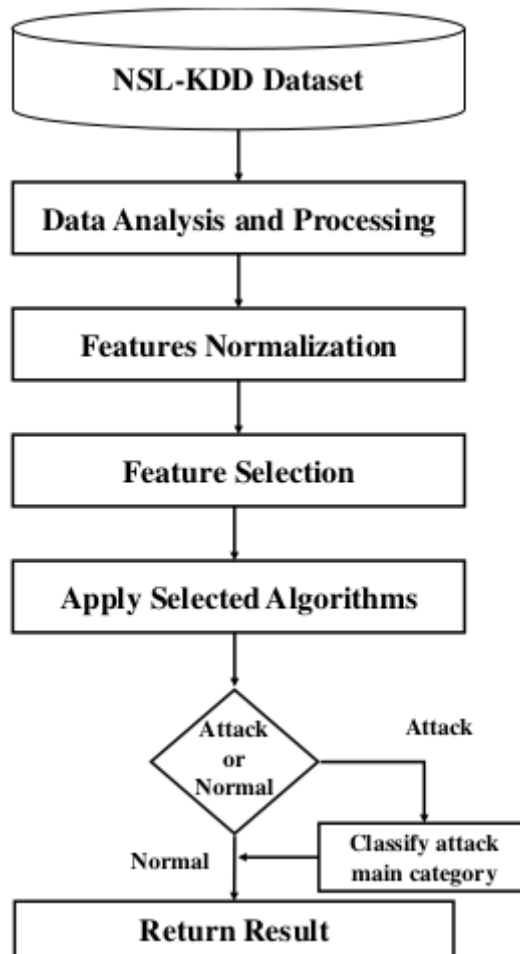 NSL-KDD Dataset
Data Analysis and Processing
Features Normalization
Feature Selection
Apply Selected Algorithms
Attack
or
Normal
Attack
Classify attack
main category
Normal
Return Result